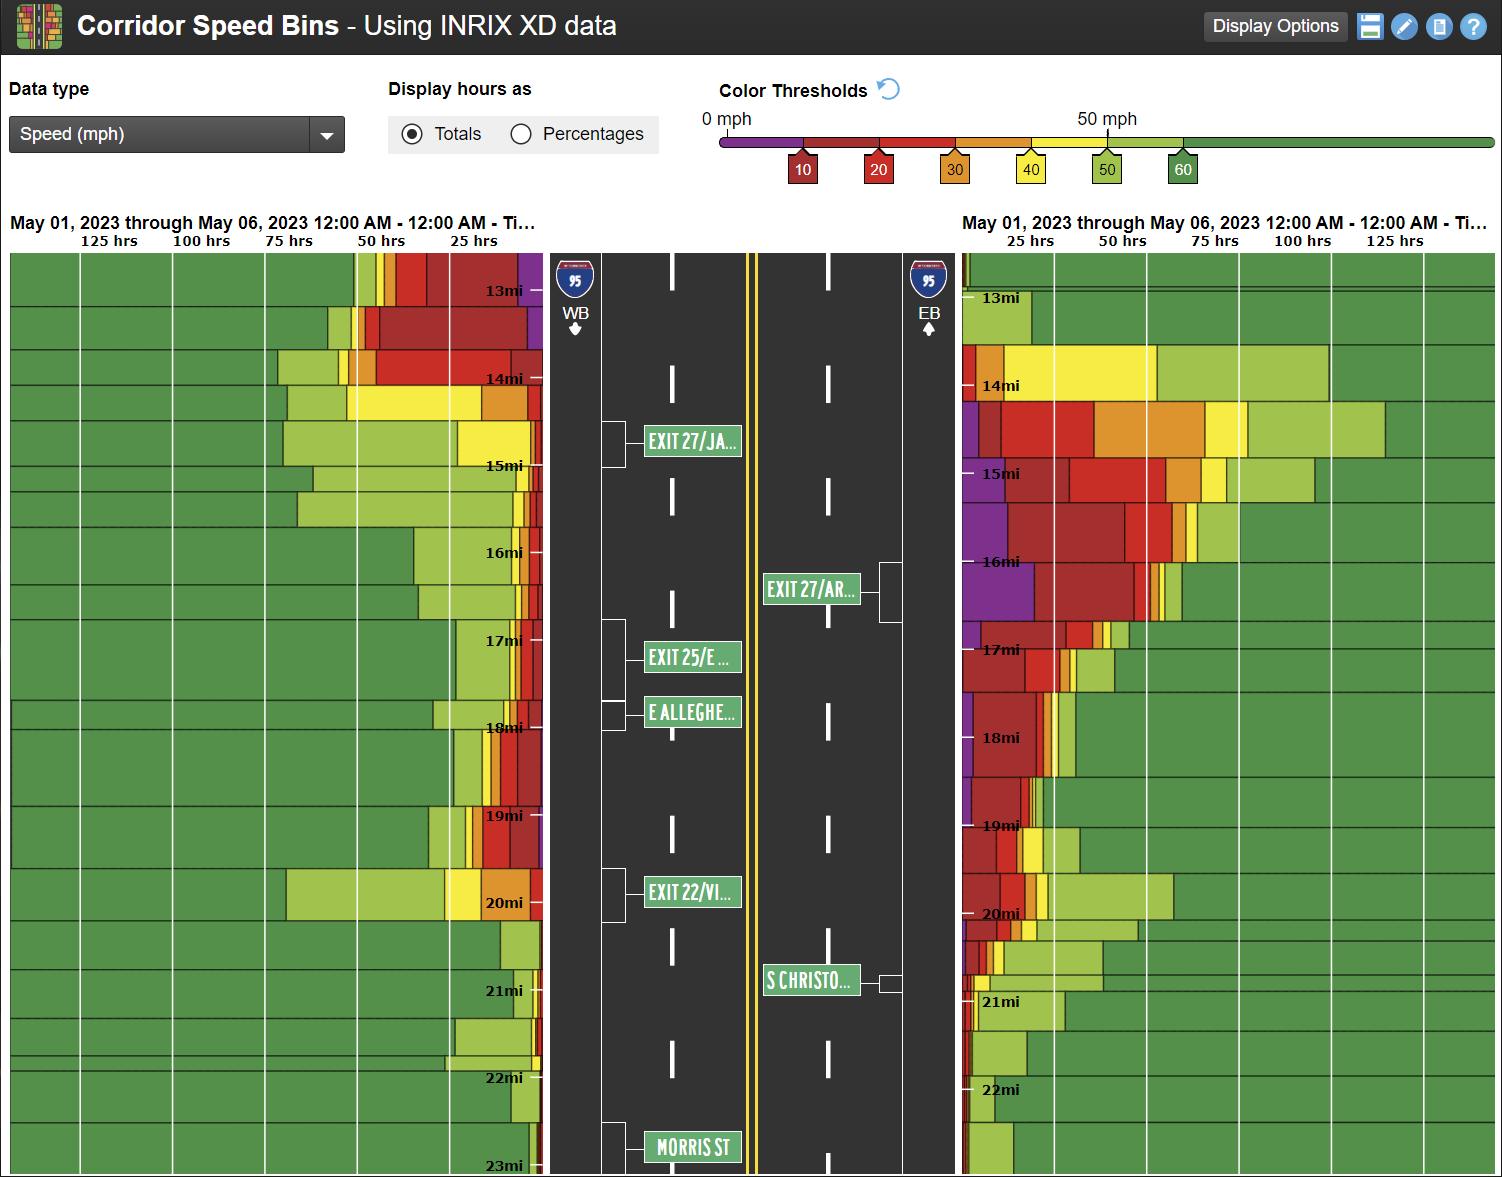 Corridor Speed Bins - Using INRIX XD data
Display Options
Data type
Display hours as
Color Thresholds
Speed (mph)
Totals
Percentages
0 mph
50 mph
10
20
30
40
50
60
May 01, 2023 through May 06, 2023 12:00 AM - 12:00 AM - Ti...
125 hrs
100 hrs
75 hrs
50 hrs
25 hrs
13mi
14mi
15mi
16mi
17mi
18mi
19mi
20mi
21mi
22mi
23mi
95
WB
EXIT 27/JA...
EXIT 25/E ...
E ALLEGHE...
EXIT 22/VI...
MORRIS ST
95
EB
EXIT 27/AR...
S CHRISTO...
May 01, 2023 through May 06, 2023 12:00 AM - 12:00 AM - Ti...
25 hrs
50 hrs
75 hrs
100 hrs
125 hrs
13mi
14mi
15mi
16mi
17mi
18mi
19mi
20mi
21mi
22mi